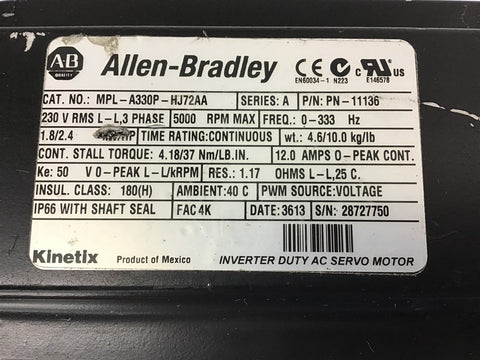 AB
QUALITY
Allen-Bradley
CE
EN60034-1 N223
C UR US
E146578
CAT. NO.: MPL-A330P-HJ72AA SERIES: A P/N: PN-11136
230 V RMS L-L,3 PHASE 5000 RPM MAX FREQ.: 0-333 Hz
1.8/2.4 TIME RATING:CONTINUOUS wt.: 4.6/10.0 kg/lb
CONT. STALL TORQUE: 4.18/37 Nm/LB.IN. 12.0 AMPS 0-PEAK CONT.
Ke: 50 V 0-PEAK L-L/kRPM RES.: 1.17 OHMS L-L,25 C.
INSUL. CLASS: 180(H) AMBIENT:40 C PWM SOURCE:VOLTAGE
IP66 WITH SHAFT SEAL FAC 4K DATE: 3613 S/N: 28727750
Kinetix Product of Mexico INVERTER DUTY AC SERVO MOTOR